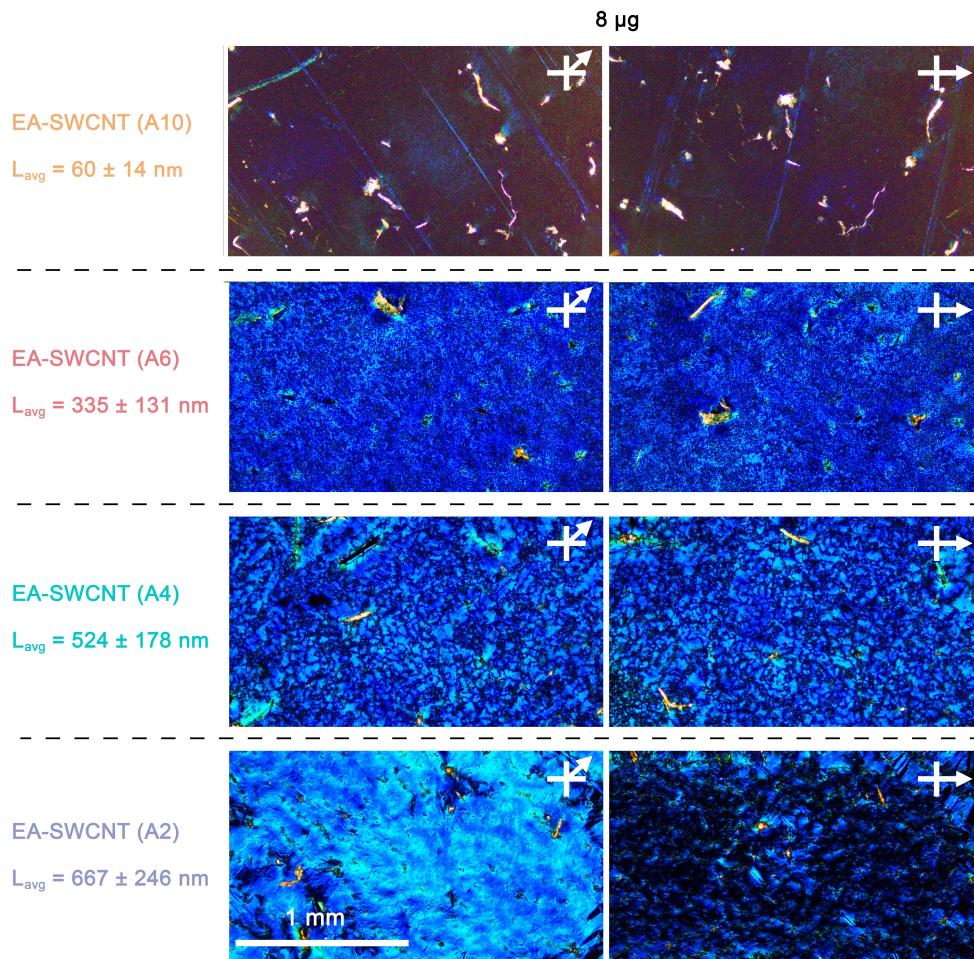 8 µg
EA-SWCNT (A10)
Lavg = 60 ± 14 nm
EA-SWCNT (A6)
Lavg = 335 ± 131 nm
EA-SWCNT (A4)
Lavg = 524 ± 178 nm
EA-SWCNT (A2)
Lavg = 667 ± 246 nm
1 mm